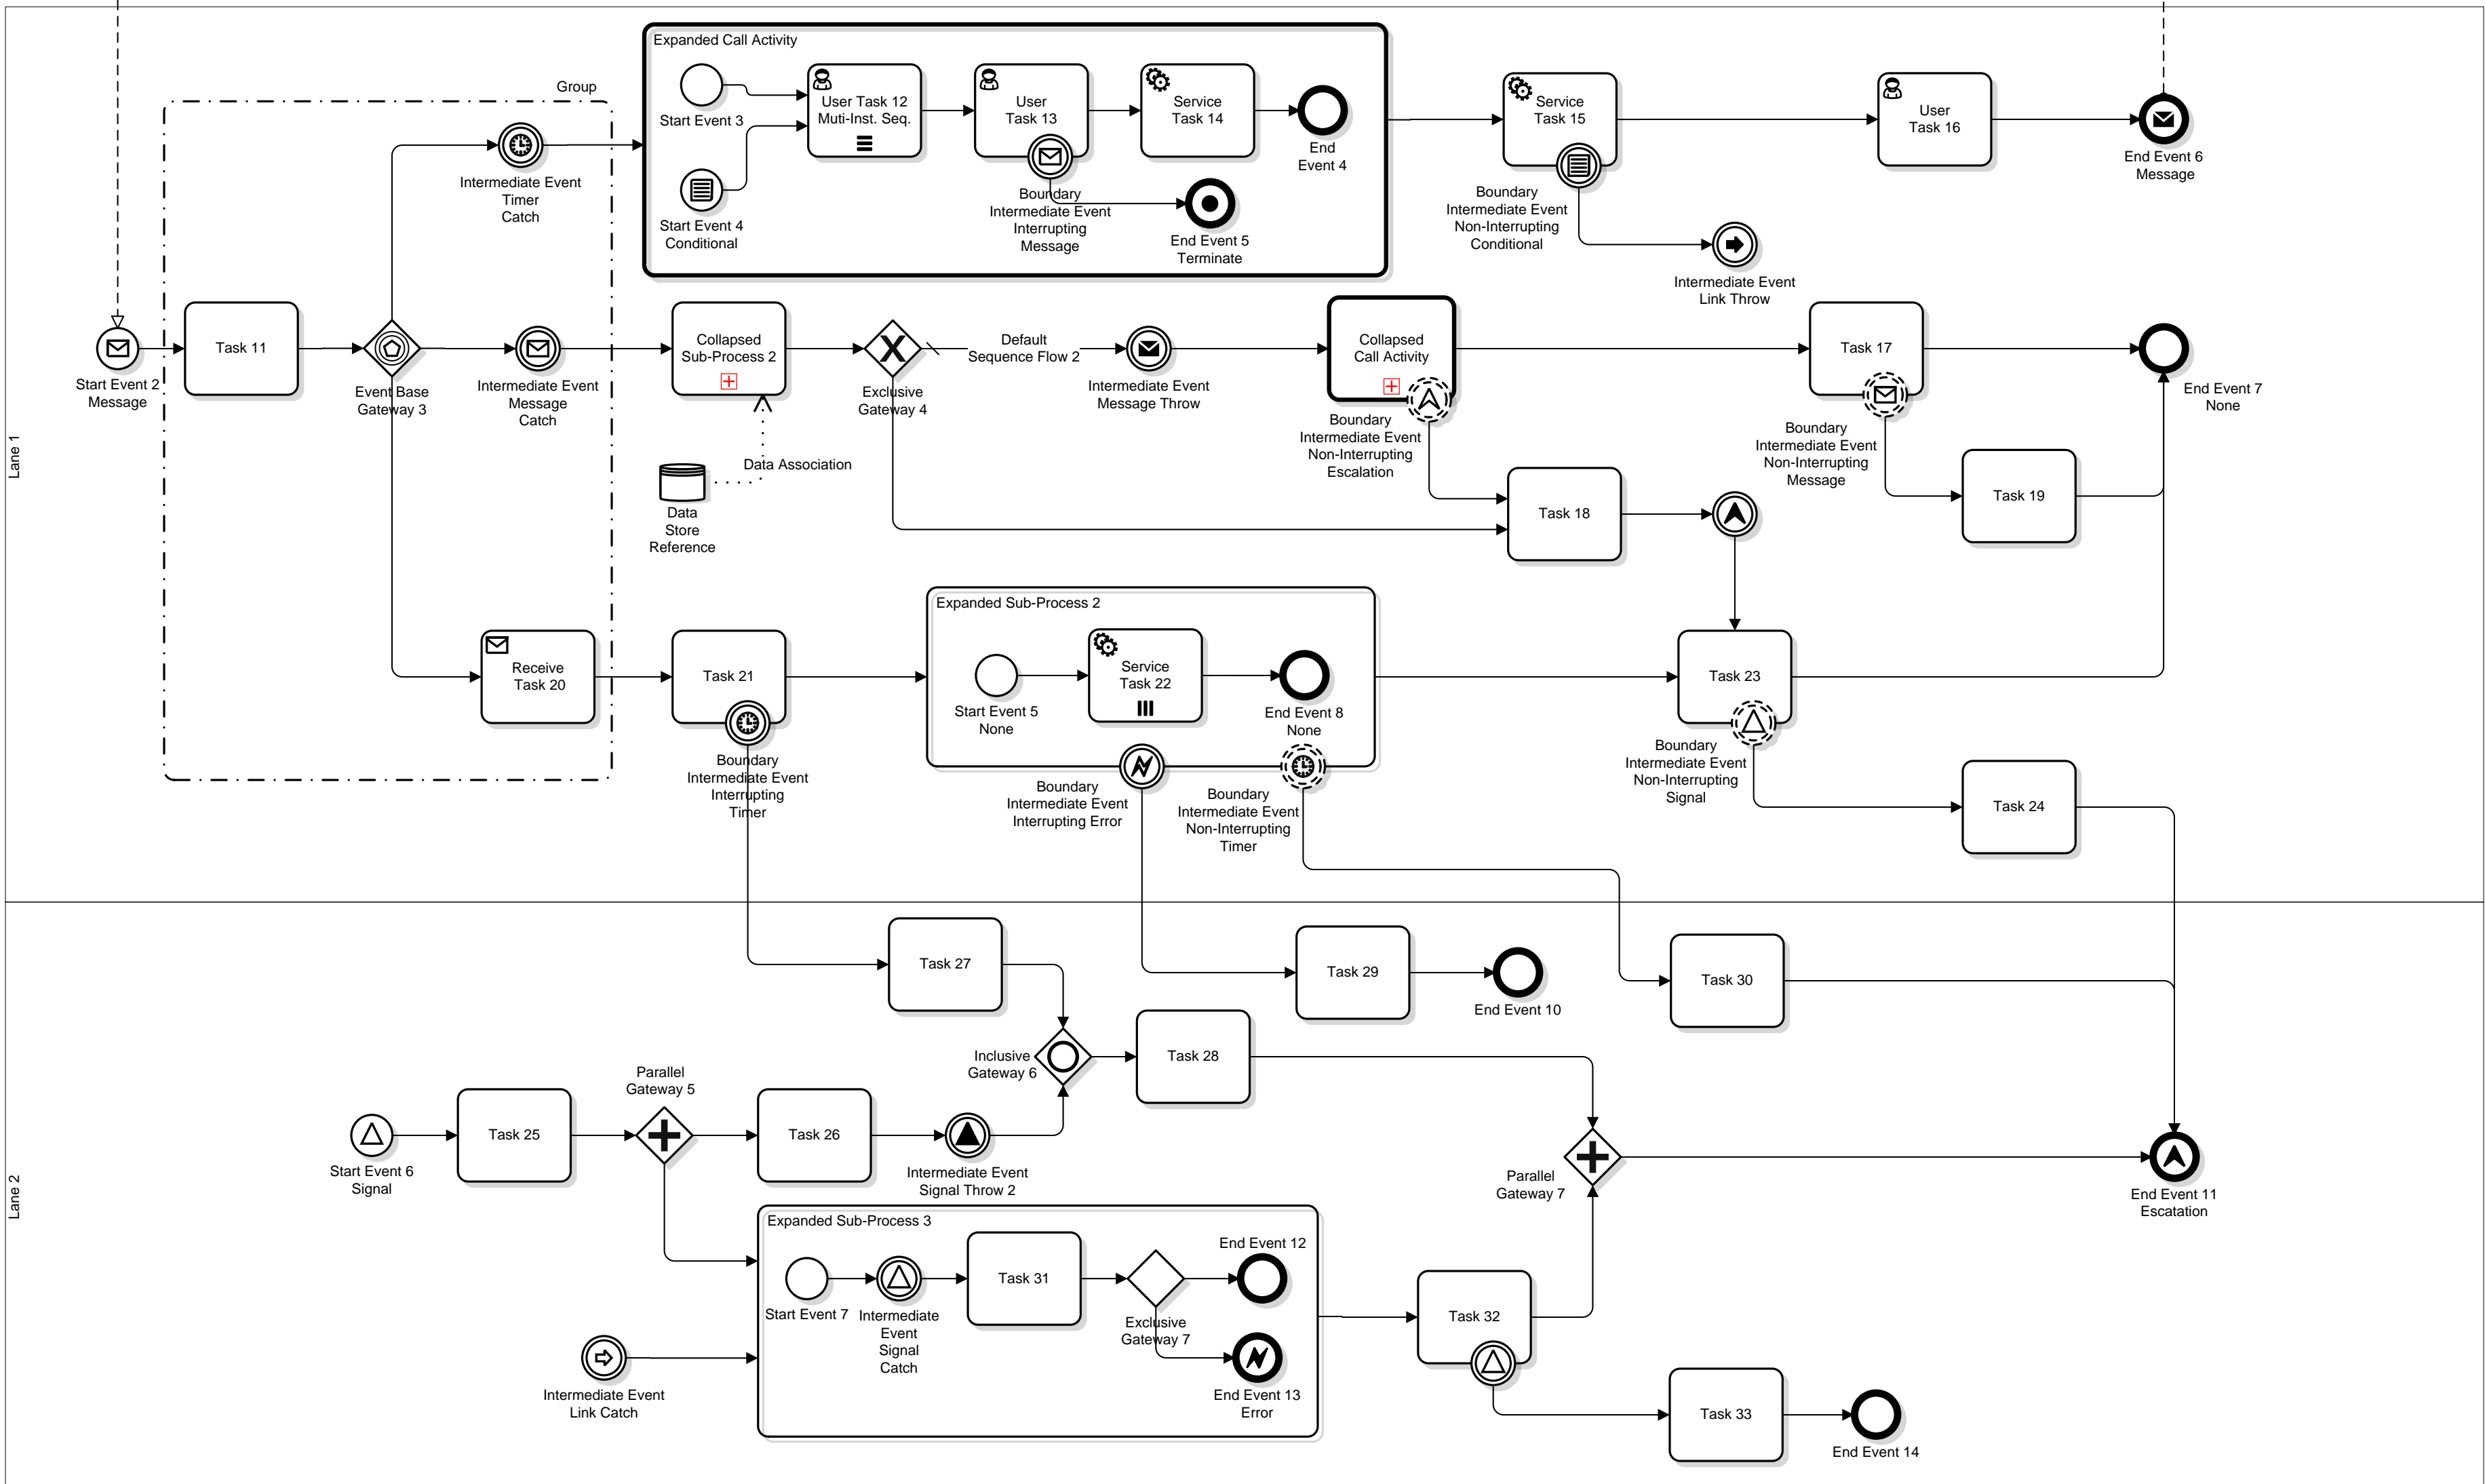 Expanded Call Activity
Group
Start Event 3
User Task 12
Muti-Inst. Seq.
User
Task 13
Service
Task 14
End
Event 4
Start Event 4
Conditional
Boundary
Intermediate Event
Interrupting
Message
End Event 5
Terminate
Intermediate Event
Timer
Catch
Service
Task 15
Boundary
Intermediate Event
Non-Interrupting
Conditional
User
Task 16
End Event 6
Message
Intermediate Event
Link Throw
Lane 1
Start Event 2
Message
Task 11
Event Base
Gateway 3
Intermediate Event
Message
Catch
Collapsed
Sub-Process 2
Exclusive
Gateway 4
Default
Sequence Flow 2
Intermediate Event
Message Throw
Collapsed
Call Activity
Boundary
Intermediate Event
Non-Interrupting
Escalation
Task 17
Boundary
Intermediate Event
Non-Interrupting
Message
End Event 7
None
Data Association
Data
Store
Reference
Task 18
Task 19
Receive
Task 20
Task 21
Boundary
Intermediate Event
Interrupting
Timer
Expanded Sub-Process 2
Start Event 5
None
Service
Task 22
End Event 8
None
Boundary
Intermediate Event
Interrupting Error
Boundary
Intermediate Event
Non-Interrupting
Timer
Task 23
Boundary
Intermediate Event
Non-Interrupting
Signal
Task 24
Lane 2
Task 27
Task 29
End Event 10
Task 30
Inclusive
Gateway 6
Task 28
Start Event 6
Signal
Task 25
Parallel
Gateway 5
Task 26
Intermediate Event
Signal Throw 2
Parallel
Gateway 7
End Event 11
Escatation
Expanded Sub-Process 3
Start Event 7
Intermediate
Event
Signal
Catch
Task 31
Exclusive
Gateway 7
End Event 12
End Event 13
Error
Intermediate Event
Link Catch
Task 32
Task 33
End Event 14